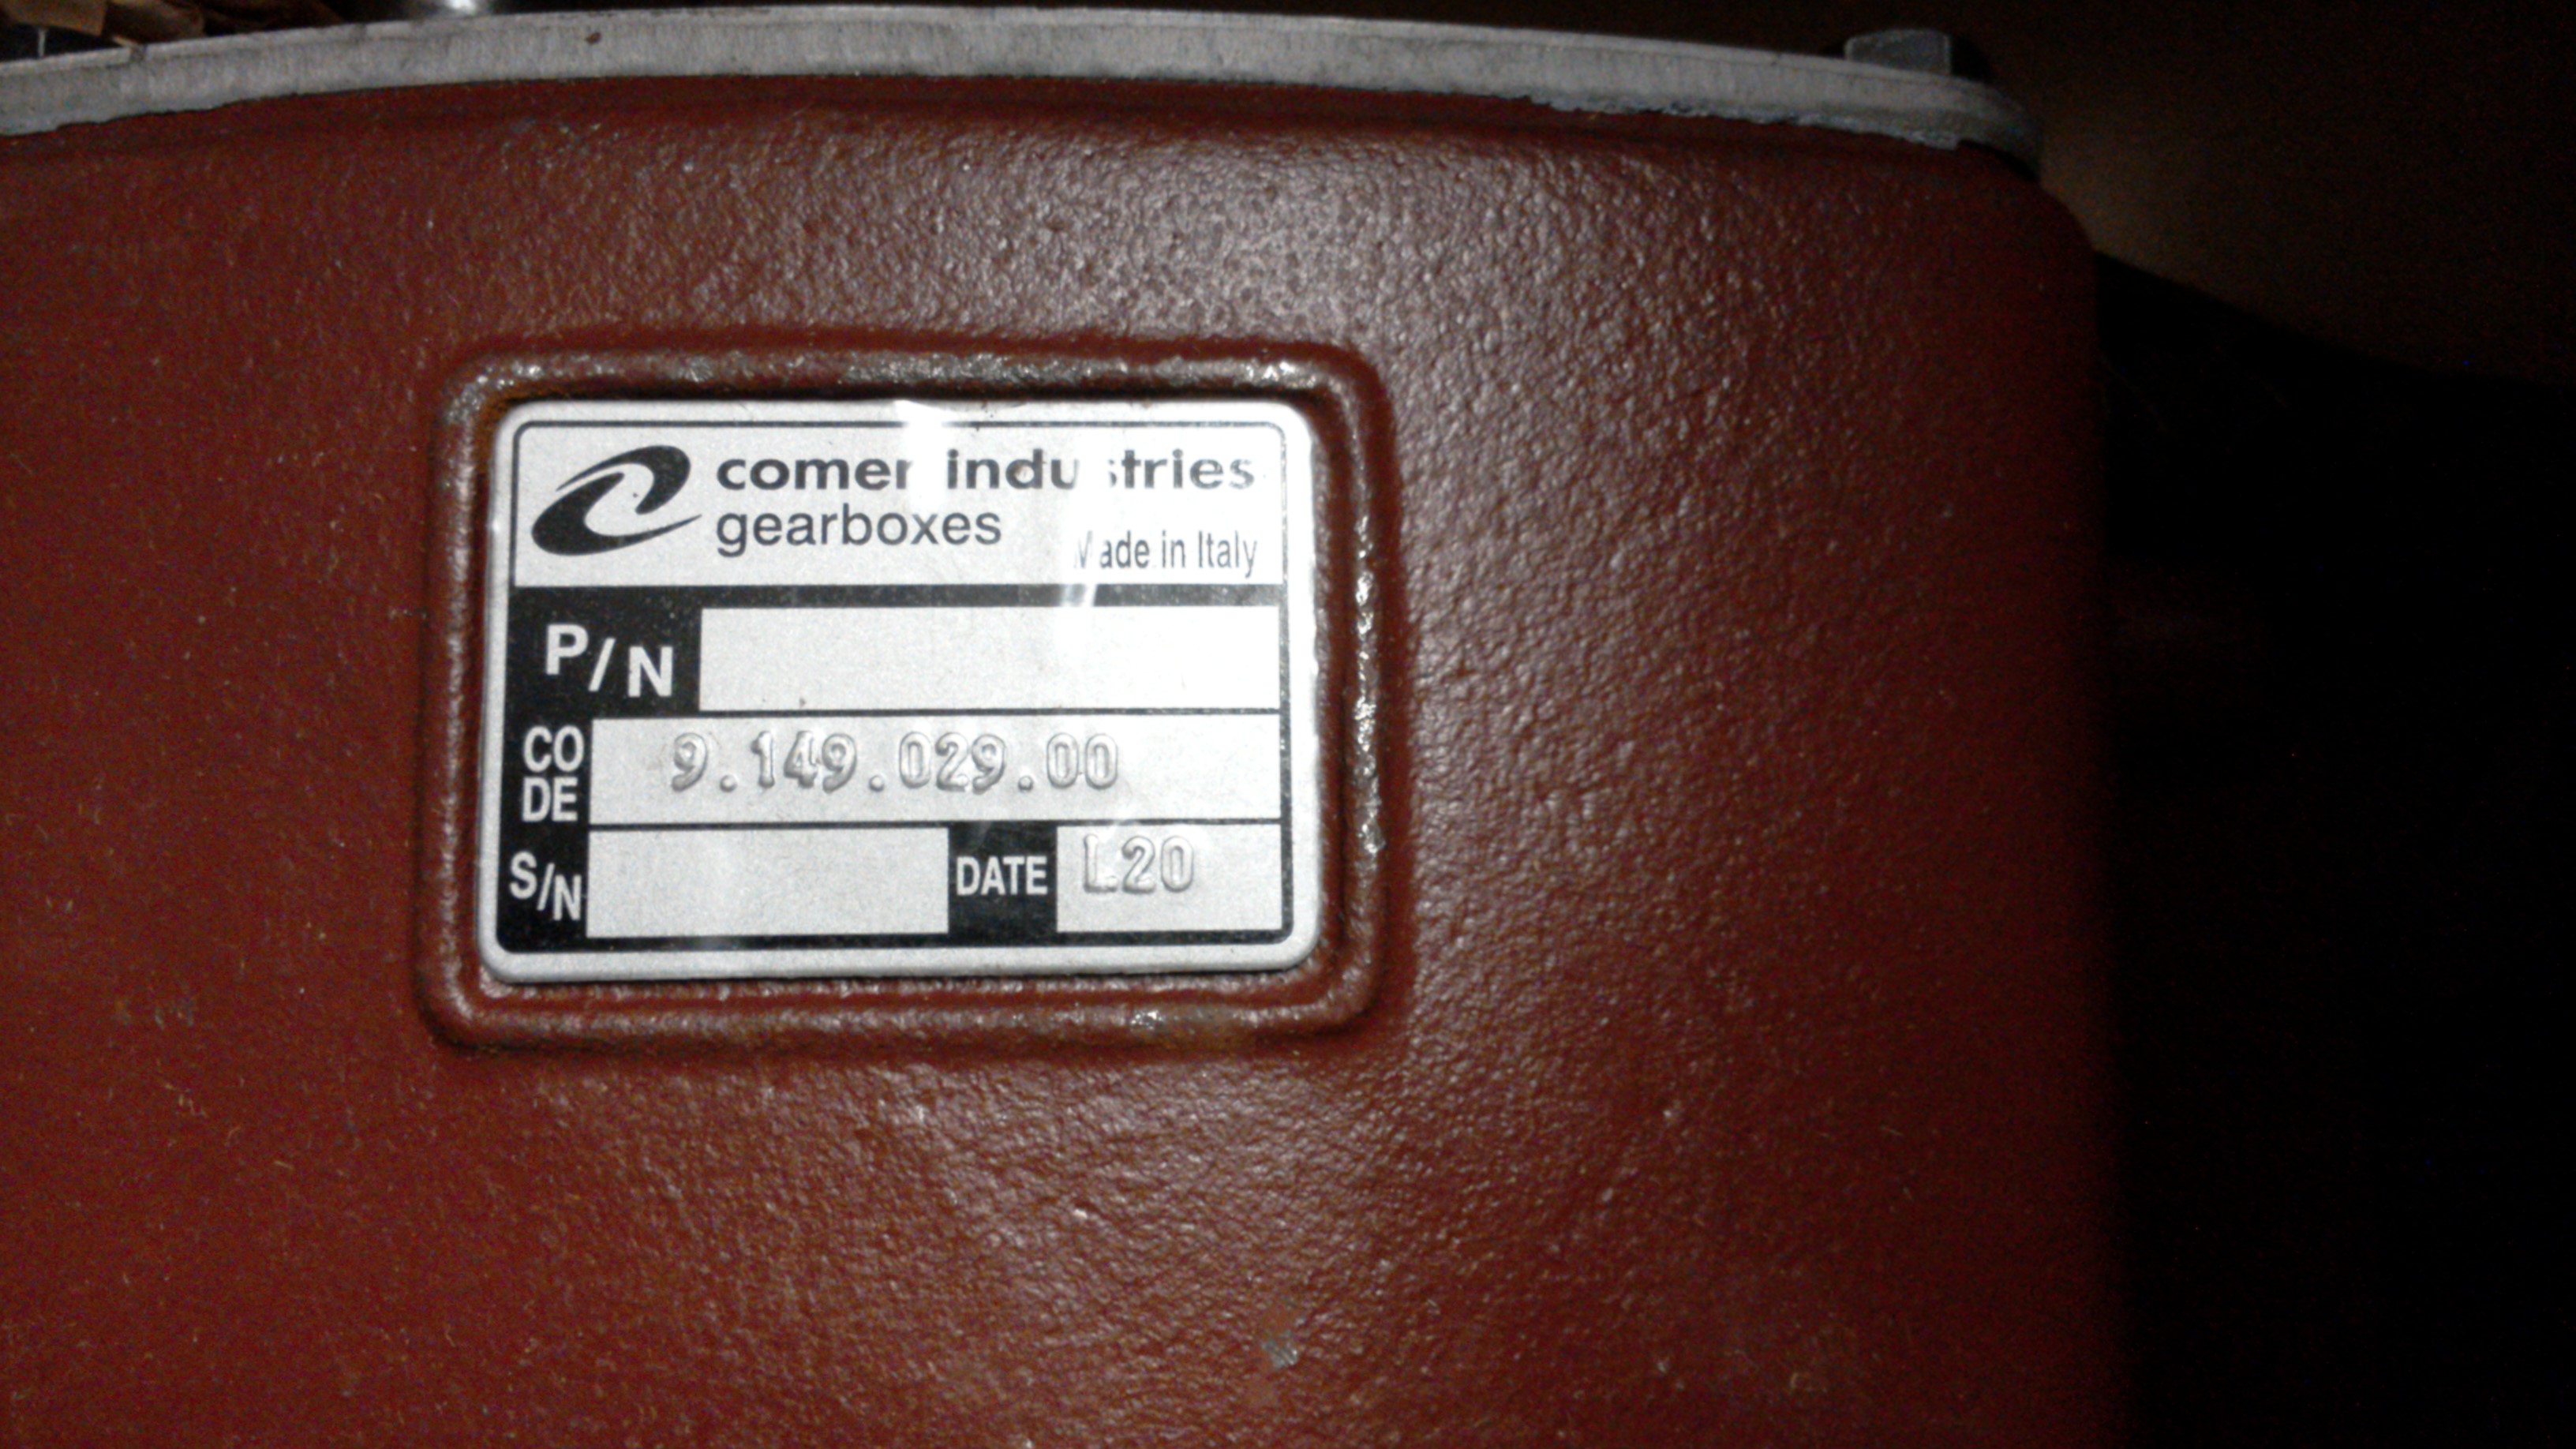 comer industries
gearboxes
Made in Italy
P/N
CO
DE
9.149.029.00
S/N
DATE
L20